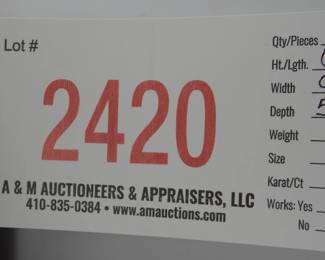 Lot #
2420
A & M AUCTIONEERS & APPRAISERS, LLC
410-835-0384 • www.amauctions.com
Qty/Pieces
Ht./Lgth.
Width
Depth
Weight
Size
Karat/Ct
Works: Yes
No